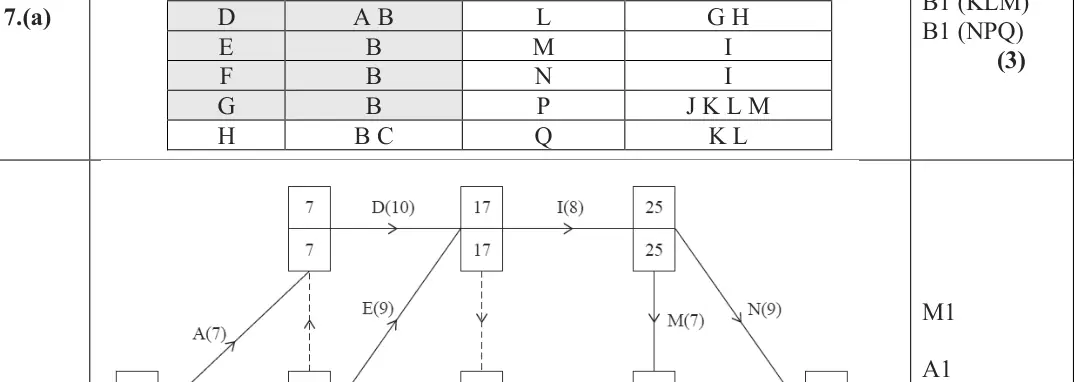 B1 (KLM)
7.(a) D A B L G H
B1 (NPQ)
E B M I
(3)
F B N I
G B P J K L M
H B C Q K L
7 D(10) 17 I(8) 25
7 17 25
E(9)
M1
M(7) N(9)
A(7)
A1